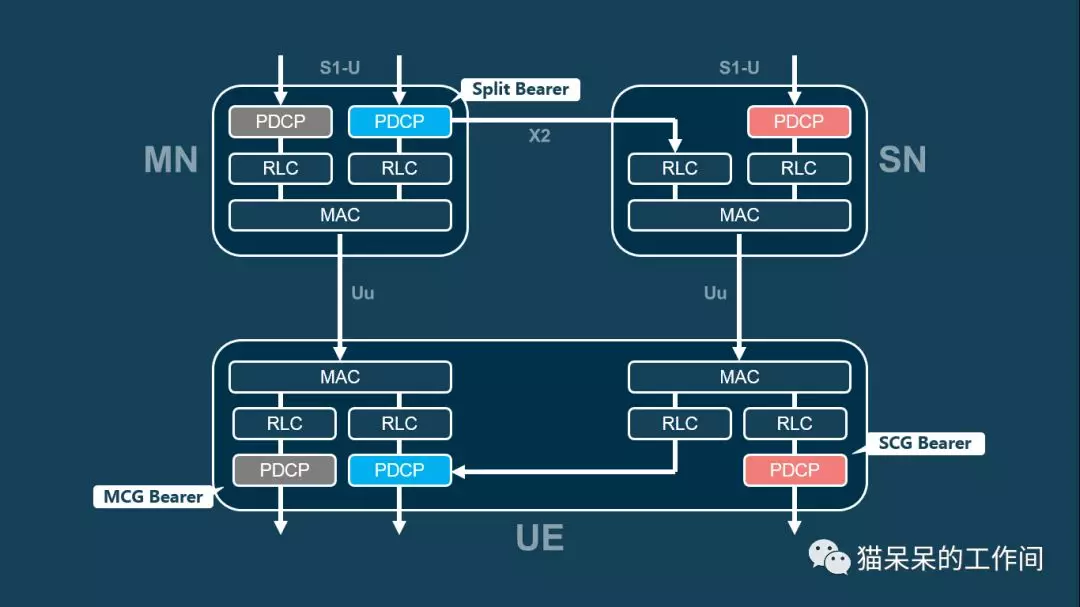 S1-U
S1-U
Split Bearer
PDCP
PDCP
X2
PDCP
MN
RLC
RLC
RLC
RLC
SN
MAC
MAC
Uu
Uu
MAC
MAC
RLC
RLC
RLC
RLC
SCG Bearer
PDCP
PDCP
PDCP
MCG Bearer
UE
猫呆呆的工作间